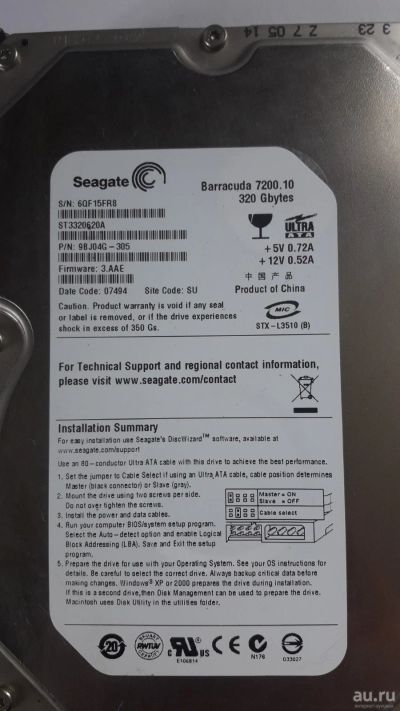 Z 7 05 14
3 23
Seagate
Barracuda 7200.10
320 Gbytes
S/N: 6QF15FR8
ST3320620A
P/N: 9BJ04G-305
Firmware: 3.AAE
ULTRA
ATA
+5V 0.72A
+12V 0.52A
中国产品
Date Code: 07494 Site Code: SU
Product of China
Caution. Product warranty is void if any seal
or label is removed, or if the drive experiences
shock in excess of 350 Gs.
MIC
STX-L3510 (B)
For Technical Support and regional contact information,
please visit www.seagate.com/contact
Installation Summary
For easy installation use Seagate's DiscWizard™ software, available at
www.seagate.com/support
Use an 80-conductor Ultra ATA cable with this drive to achieve the best performance.
1. Set the jumper to Cable Select if using an Ultra ATA cable, cable position determines
Master (black connector) or Slave (gray).
2. Mount the drive using two screws per side.
Do not over tighten the screws.
3. Install the power and data cables.
4. Run your computer BIOS/system setup program.
Select the Auto-detect option and enable Logical
Block Addressing (LBA). Save and Exit the setup
program.
Master = ON
Slave = OFF
Cable select
5. Prepare the drive for use with your Operating System. See your OS instructions for
details. Be careful to select the correct drive. Always backup critical data before
making changes. Windows® XP or 2000 prepares the drive during installation.
If this is a second drive, then Disk Management can be used to prepare the drive.
Macintosh uses Disk Utility in the utilities folder.
20
RWTÜV
c RU US
E106814
CE
N176
G33027
au.ru